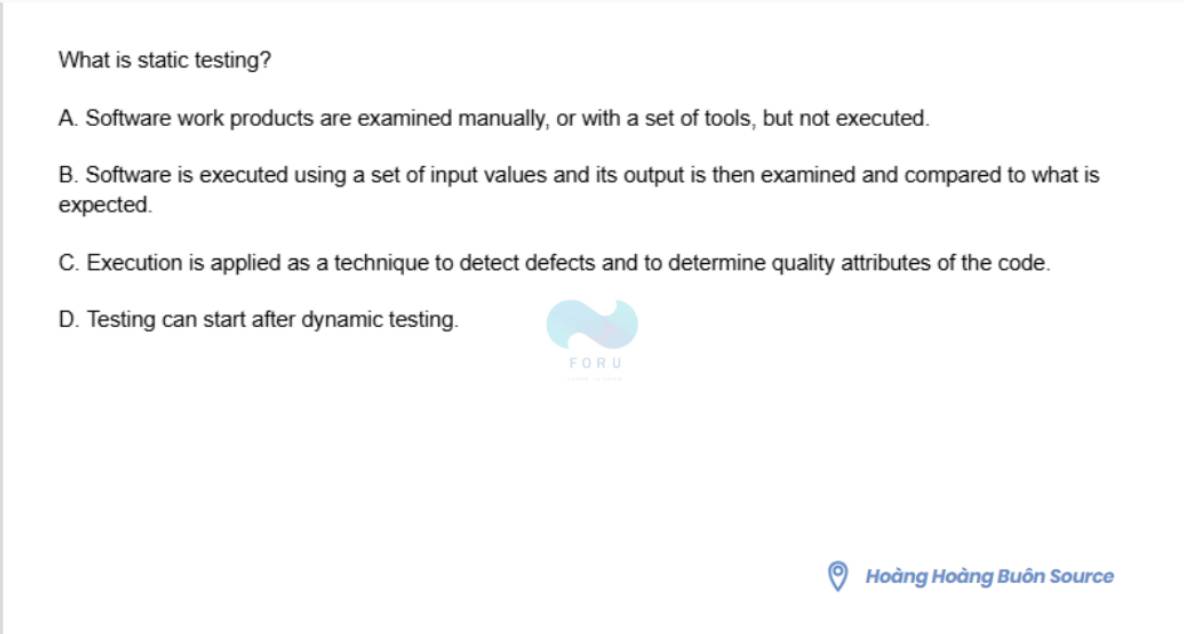 What is static testing?
A. Software work products are examined manually, or with a set of tools, but not executed.
B. Software is executed using a set of input values and its output is then examined and compared to what is
expected.
C. Execution is applied as a technique to detect defects and to determine quality attributes of the code.
D. Testing can start after dynamic testing.
FORU
Hoàng Hoàng Buôn Source